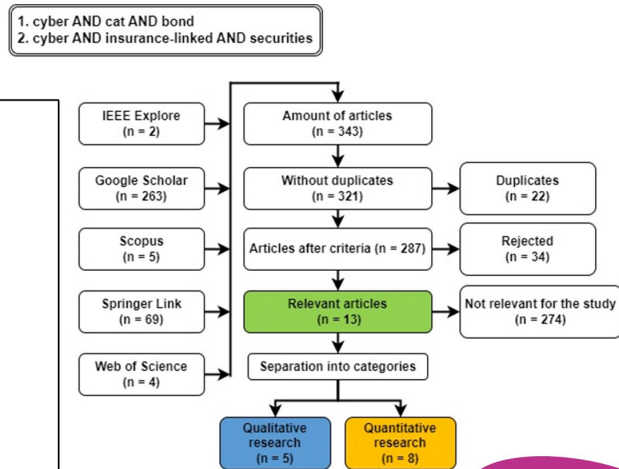 1. cyber AND cat AND bond
2. cyber AND insurance-linked AND securities
IEEE Explore
(n = 2)
Google Scholar
(n = 263)
Scopus
(n = 5)
Springer Link
(n = 69)
Web of Science
(n = 4)
Amount of articles
(n = 343)
Without duplicates
(n = 321)
Duplicates
(n = 22)
Articles after criteria (n = 287)
Rejected
(n = 34)
Relevant articles
(n = 13)
Not relevant for the study
(n = 274)
Separation into categories
Qualitative
research
(n = 5)
Quantitative
research
(n = 8)